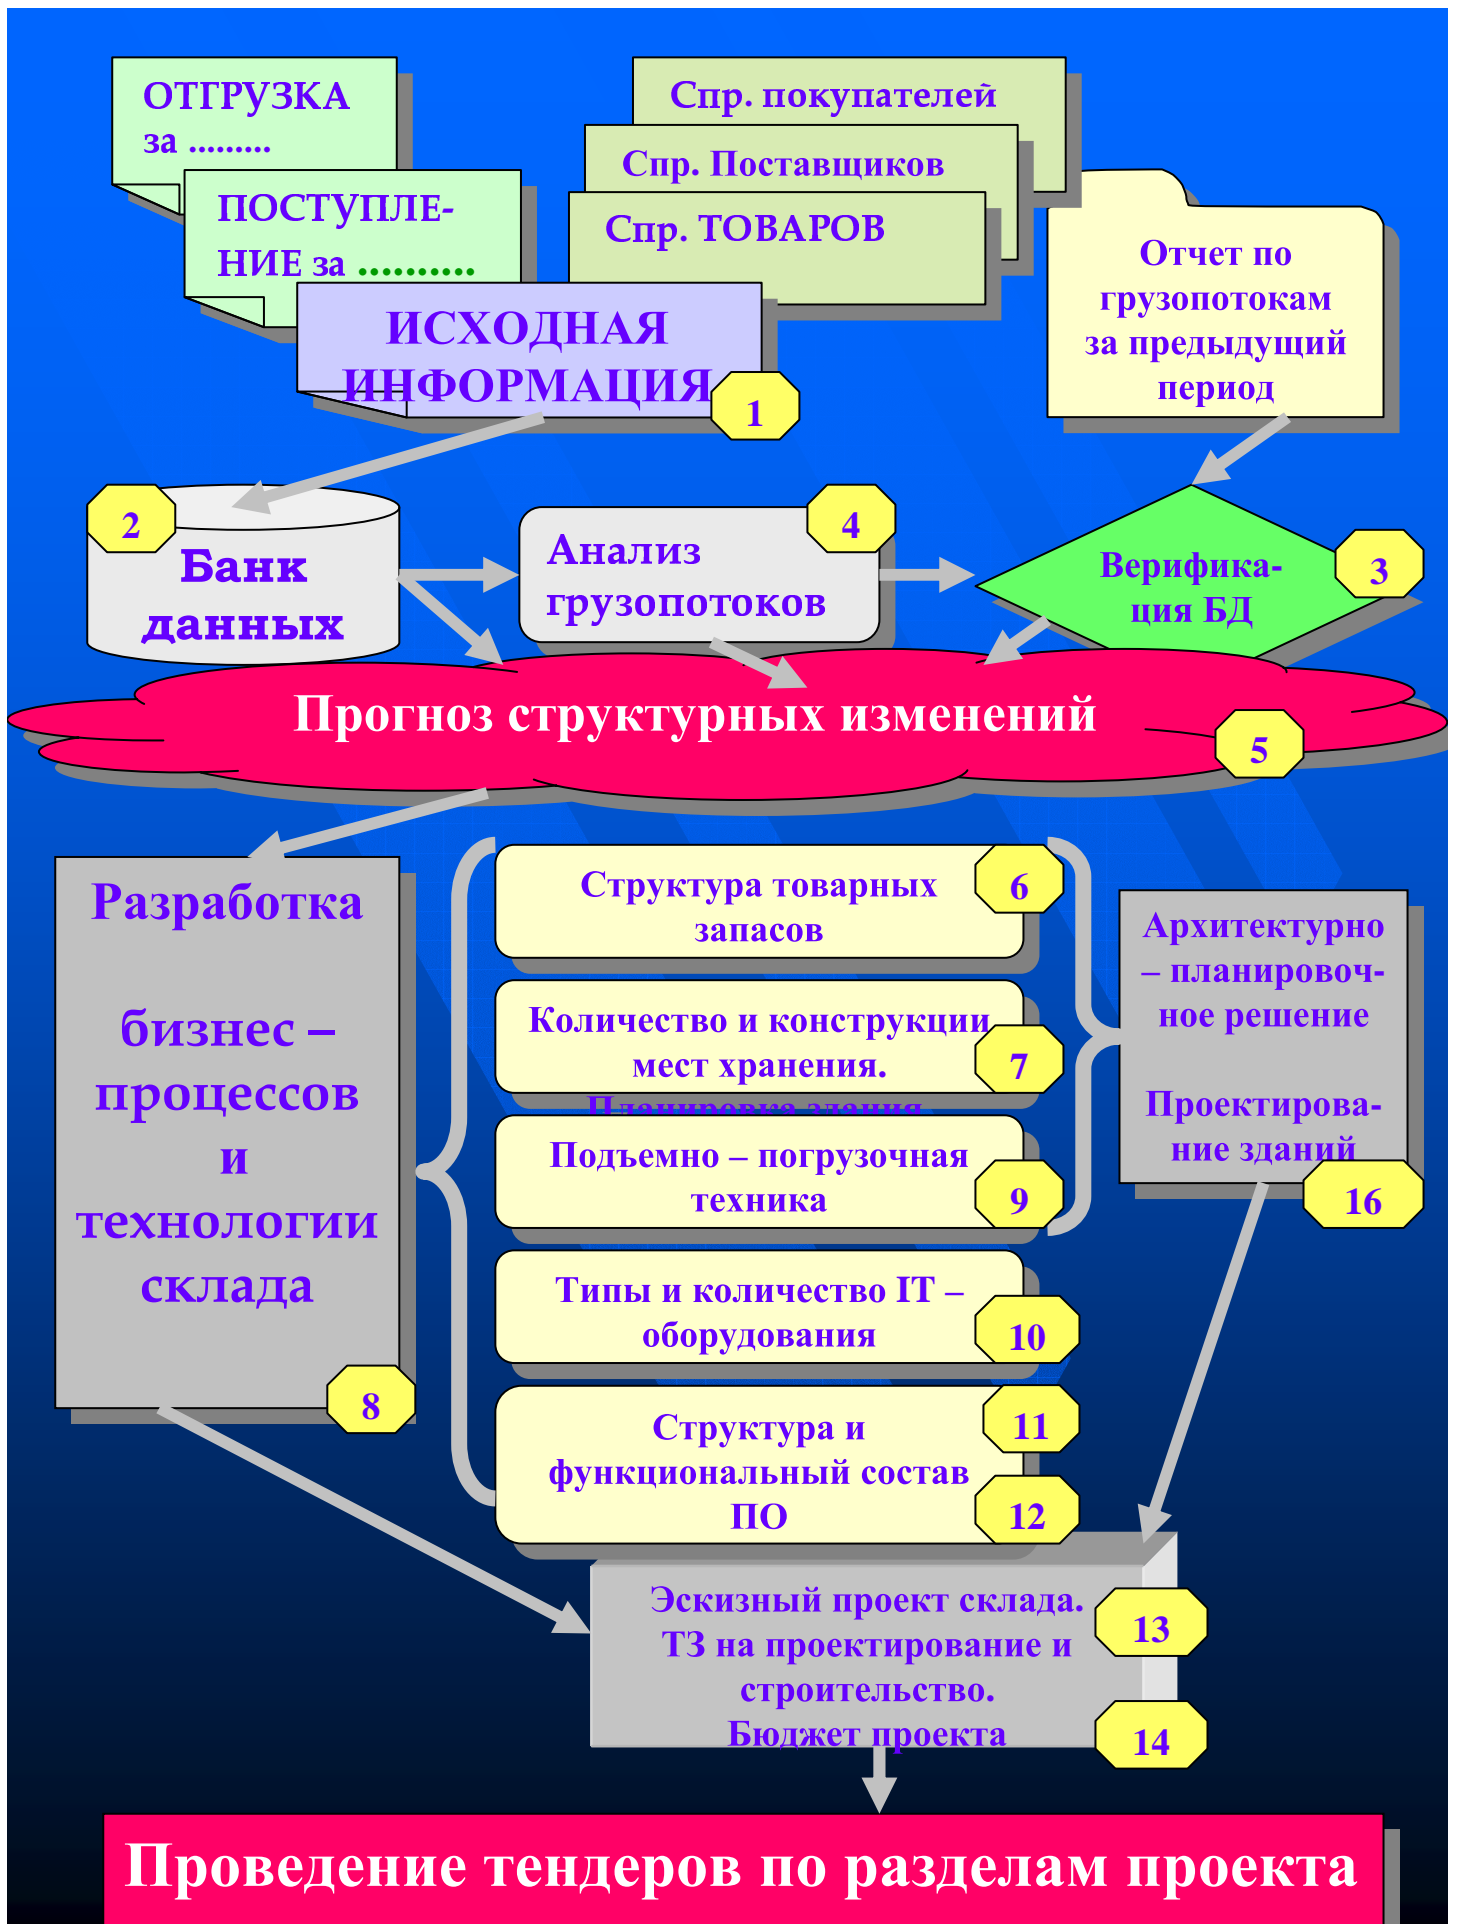 ОТГРУЗКА
за .........
ПОСТУПЛЕ-
НИЕ за ..........
Спр. покупателей
Спр. Поставщиков
Спр. ТОВАРОВ
ИСХОДНАЯ
ИНФОРМАЦИЯ
1
Отчет по
грузопотокам
за предыдущий
период
2
Банк
данных
4
Анализ
грузопотоков
Верифика-
ция БД
3
Прогноз структурных изменений
5
Разработка
бизнес –
процессов
и
технологии
склада
8
Структура товарных
запасов
6
Количество и конструкции
мест хранения.
Планировка здания
7
Подъемно – погрузочная
техника
9
Типы и количество IT –
оборудования
10
Структура и
функциональный состав
ПО
11
12
Архитектурно
– планировоч-
ное решение
Проектирова-
ние зданий
16
Эскизный проект склада.
ТЗ на проектирование и
строительство.
Бюджет проекта
13
14
Проведение тендеров по разделам проекта